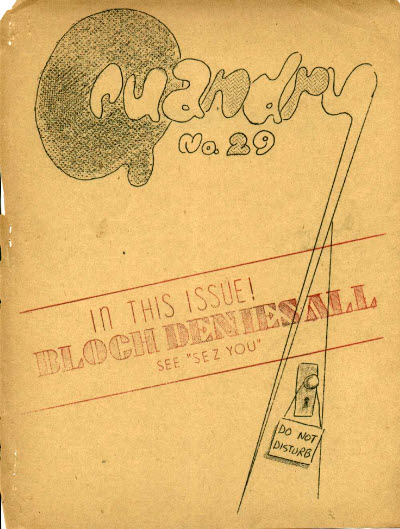 Quandry
No. 29
IN THIS ISSUE!
BLOCH DENIES ALL
SEE "SEZ YOU"
DO NOT
DISTURB